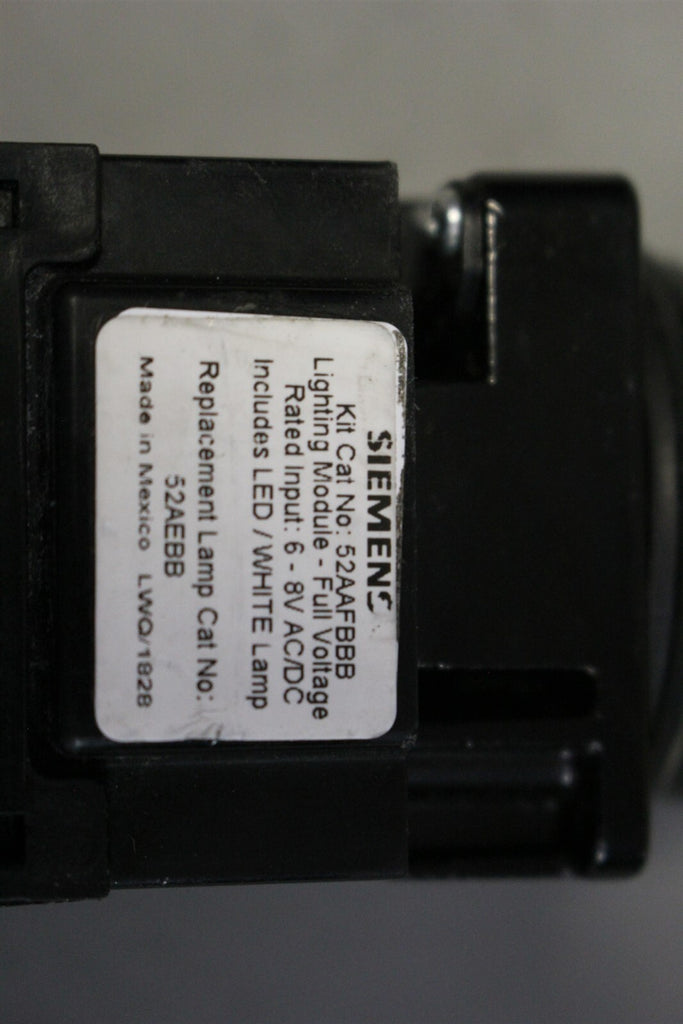 SIEMENS
Kit Cat No: 52AAFBBB
Lighting Module - Full Voltage
Rated Input: 6 - 8V AC/DC
Includes LED / WHITE Lamp
Replacement Lamp Cat No:
52AEBB
Made in Mexico LWQ/1828